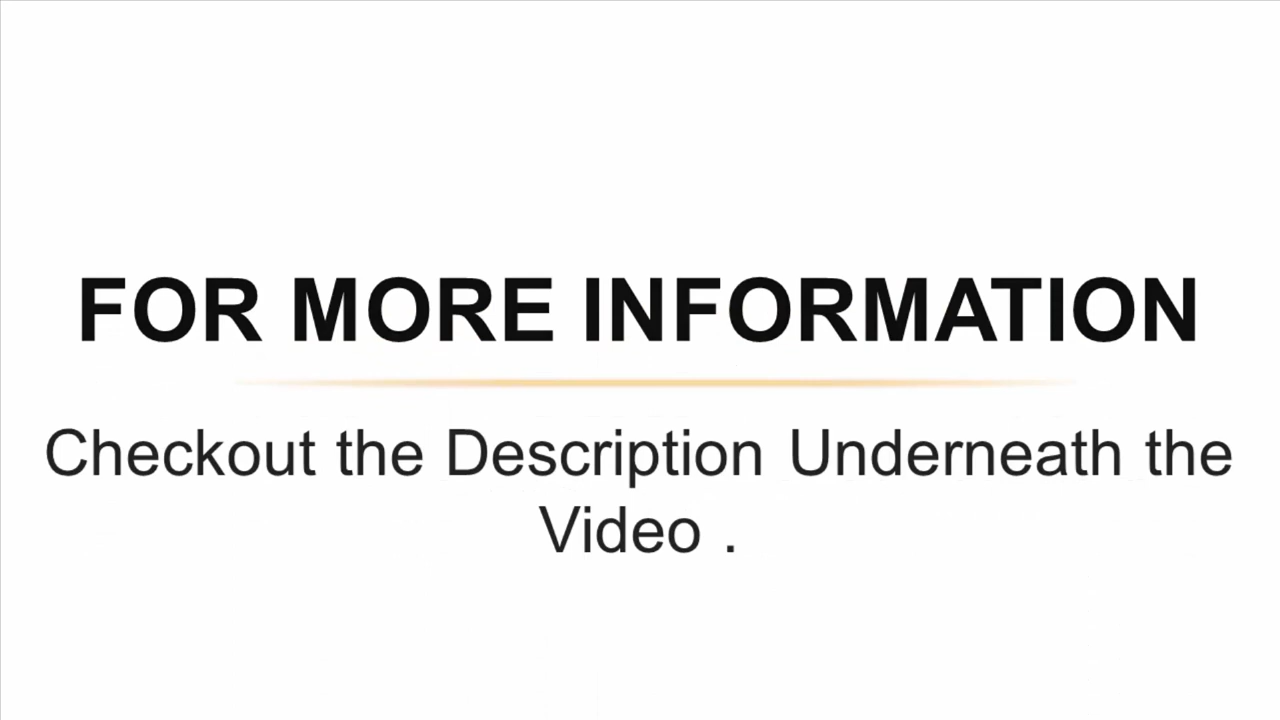 FOR MORE INFORMATION
Checkout the Description Underneath the
Video .